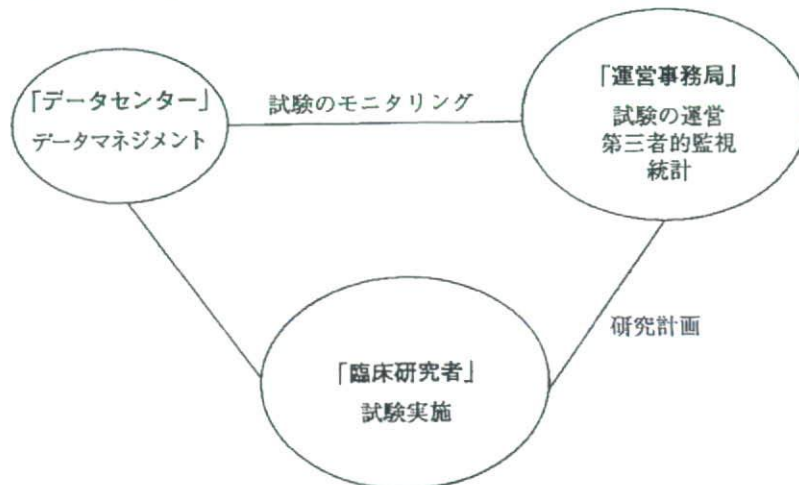 「データセンター」
データマネジメント
試験のモニタリング
「運営事務局」
試験の運営
第三者的監視
統計
研究計画
「臨床研究者」
試験実施